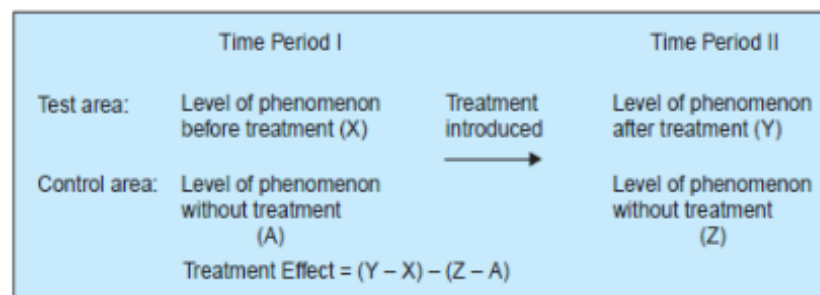 Time Period I Time Period II
Test area: Level of phenomenon Treatment Level of phenomenon
before treatment (X) introduced after treatment (Y)
Control area: Level of phenomenon Level of phenomenon
without treatment without treatment
(A) (Z)
Treatment Effect = (Y – X) – (Z – A)